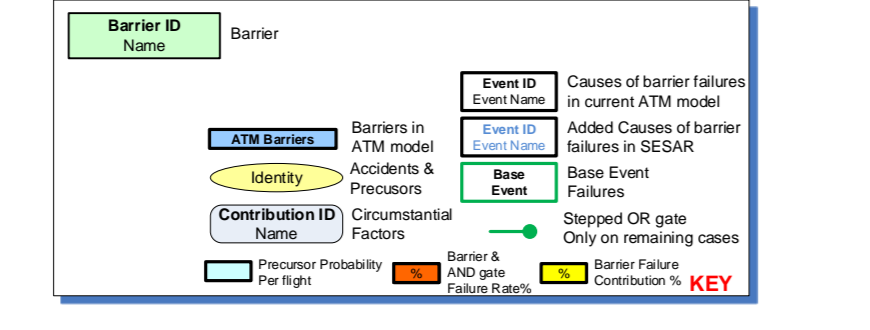 Barrier ID
Name
Barrier
Event ID
Event Name
Causes of barrier failures
in current ATM model
ATM Barriers
Barriers in
ATM model
Event ID
Event Name
Added Causes of barrier
failures in SESAR
Identity
Accidents &
Precusors
Base
Event
Base Event
Failures
Contribution ID
Name
Circumstantial
Factors
Stepped OR gate
Only on remaining cases
Precursor Probability
Per flight
%
Barrier &
AND gate
Failure Rate%
%
Barrier Failure
Contribution %
KEY